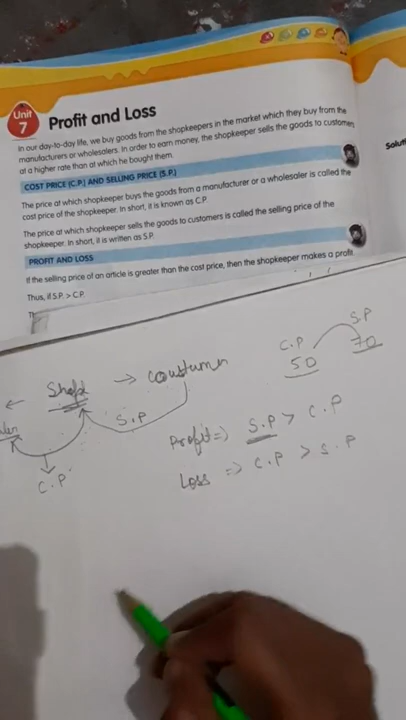 Unit
7
Profit and Loss
In our day-to-day life, we buy goods from the shopkeepers in the market which they buy from the
manufacturers or wholesalers. In order to earn money, the shopkeeper sells the goods to customers
at a higher rate than at which he bought them.
COST PRICE (C.P.) AND SELLING PRICE (S.P.)
The price at which shopkeeper buys the goods from a manufacturer or a wholesaler is called the
cost price of the shopkeeper. In short, it is known as C.P.
The price at which shopkeeper sells the goods to customers is called the selling price of the
shopkeeper. In short, it is written as S.P.
PROFIT AND LOSS
If the selling price of an article is greater than the cost price, then the shopkeeper makes a profit.
Thus, if S.P. > C.P.
Soluti
C.P S.P
50 70
← Shop →
S.P
C.P
Profit ⇒ S.P > C.P
Loss ⇒ C.P > S.P